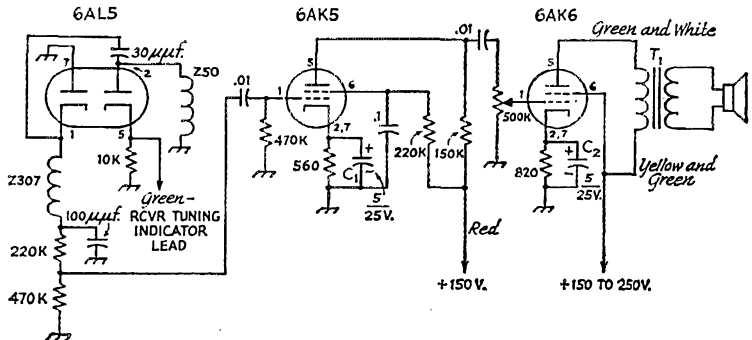 6AL5
7
30μμf.
2
Z50
1
5
10K
Z307
Green-
RCVR TUNING
INDICATOR
LEAD
100μμf.
220K
470K
.01
6AK5
5
1
6
470K
2,7
560
+
C1
-
5
25V.
.1
220K
150K
Red
+150V.
.01
500K
6AK6
5
1
6
2,7
820
+
C2
-
5
25V.
Green and White
T1
Yellow and
Green
+150 TO 250V.